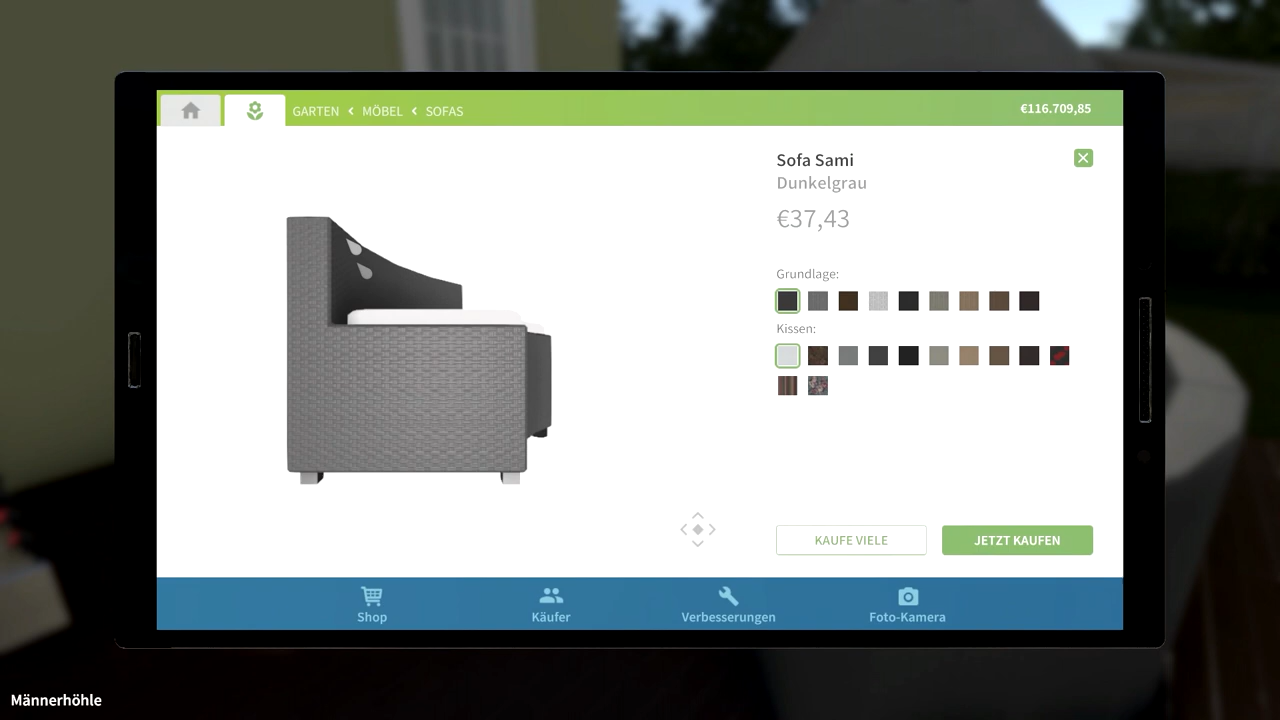 GARTEN < MÖBEL < SOFAS
€116.709,85
Sofa Sami
Dunkelgrau
€37,43
Grundlage:
Kissen:
KAUFE VIELE
JETZT KAUFEN
Shop
Käufer
Verbesserungen
Foto-Kamera
Männerhöhle